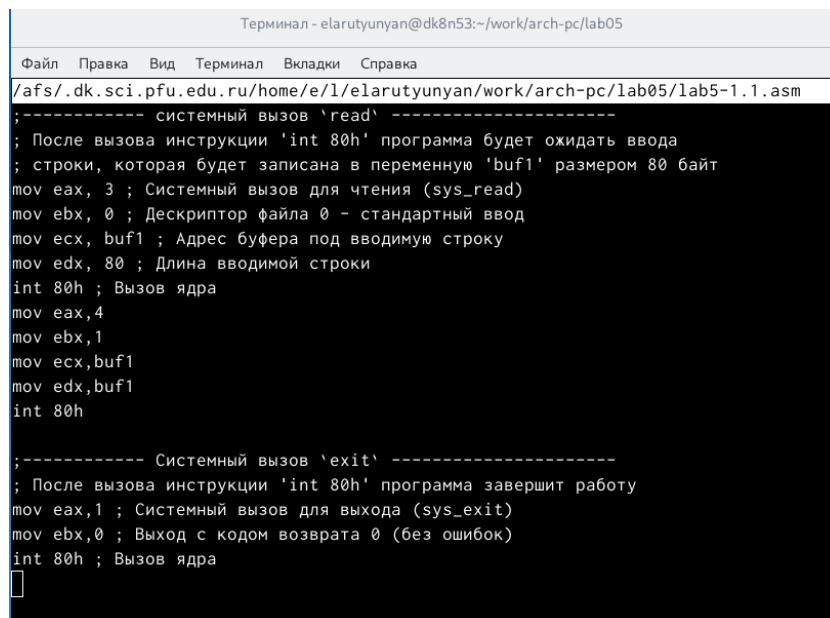 Терминал - elarutyunyan@dk8n53:~/work/arch-pc/lab05
Файл Правка Вид Терминал Вкладки Справка
/afs/.dk.sci.pfu.edu.ru/home/e/l/elarutyunyan/work/arch-pc/lab05/lab5-1.1.asm
;------------ системный вызов `read` ----------------------
; После вызова инструкции 'int 80h' программа будет ожидать ввода
; строки, которая будет записана в переменную 'buf1' размером 80 байт
mov eax, 3 ; Системный вызов для чтения (sys_read)
mov ebx, 0 ; Дескриптор файла 0 - стандартный ввод
mov ecx, buf1 ; Адрес буфера под вводимую строку
mov edx, 80 ; Длина вводимой строки
int 80h ; Вызов ядра
mov eax,4
mov ebx,1
mov ecx,buf1
mov edx,buf1
int 80h
;------------ Системный вызов `exit` ----------------------
; После вызова инструкции 'int 80h' программа завершит работу
mov eax,1 ; Системный вызов для выхода (sys_exit)
mov ebx,0 ; Выход с кодом возврата 0 (без ошибок)
int 80h ; Вызов ядра